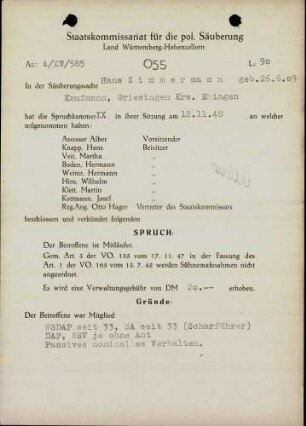 Staatskommissariat für die pol. Säuberung
Land Württemberg-Hohenzollern
Az.: 4/KV/585 OSS L, 90
Hans Zimmermann geb.26.6.09
In der Säuberungssache
Kaufmann, Griesingen Krs. Ehingen
hat die Spruchkammer IX in ihrer Sitzung am 12.11.48 an welcher
teilgenommen haben:
Assessor Alber Vorsitzender
Knapp, Hans Beisitzer
Veit, Martha "
Boden, Hermann "
Weiner, Hermann "
Hirn, Wilhelm "
Klett, Martin "
Kottmann, Josef "
Reg.Ang. Otto Hager Vertreter des Staatskommissars
beschlossen und verkündet folgenden
SPRUCH:
Der Betroffene ist Mitläufer.
Gem. Art. 3 der VO. 133 vom 17. 11. 47 in der Fassung des
Art. 1 der VO. 165 vom 13. 7. 48 werden Sühnemaßnahmen nicht
angeordnet.
Es wird eine Verwaltungsgebühr von DM 20.-- erhoben.
Gründe:
Der Betroffene war Mitglied
NSDAP seit 33, SA seit 33 (Scharführer)
DAF, NSV je ohne Amt
Passives nominelles Verhalten.